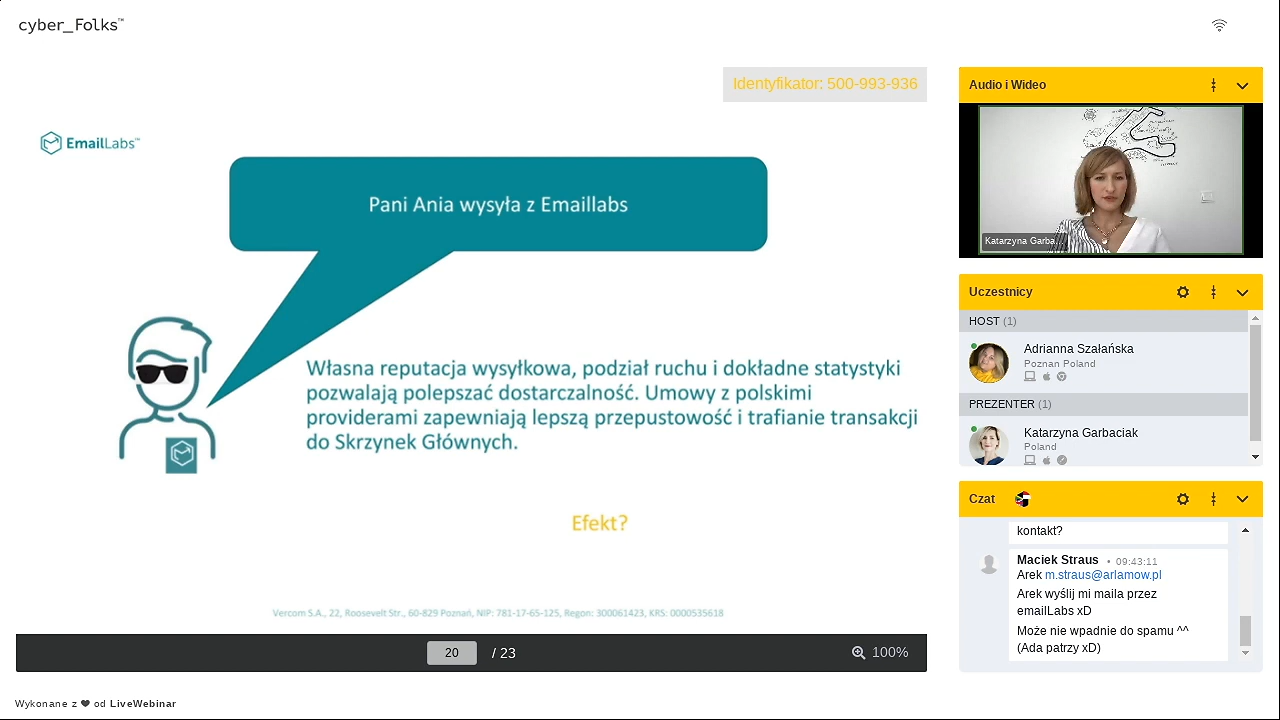 cyber_Folks™
Identyfikator: 500-993-936
EmailLabs™
Pani Ania wysyła z Emaillabs
Własna reputacja wysyłkowa, podział ruchu i dokładne statystyki
pozwalają polepszać dostarczalność. Umowy z polskimi
providerami zapewniają lepszą przepustowość i trafianie transakcji
do Skrzynek Głównych.
Efekt?
Vercom S.A., 22, Roosevelt Str., 60-829 Poznań, NIP: 781-17-65-125, Regon: 300061423, KRS: 0000535618
20 / 23
100%
Wykonane z ❤ od LiveWebinar
Audio i Wideo
Katarzyna Garba...
Uczestnicy
HOST (1)
Adrianna Szalańska
Poznan Poland
PREZENTER (1)
Katarzyna Garbaciak
Poland
Czat
kontakt?
Maciek Straus • 09:43:11
Arek m.straus@arlamow.pl
Arek wyślij mi maila przez
emailLabs xD
Może nie wpadnie do spamu ^^
(Ada patrzy xD)